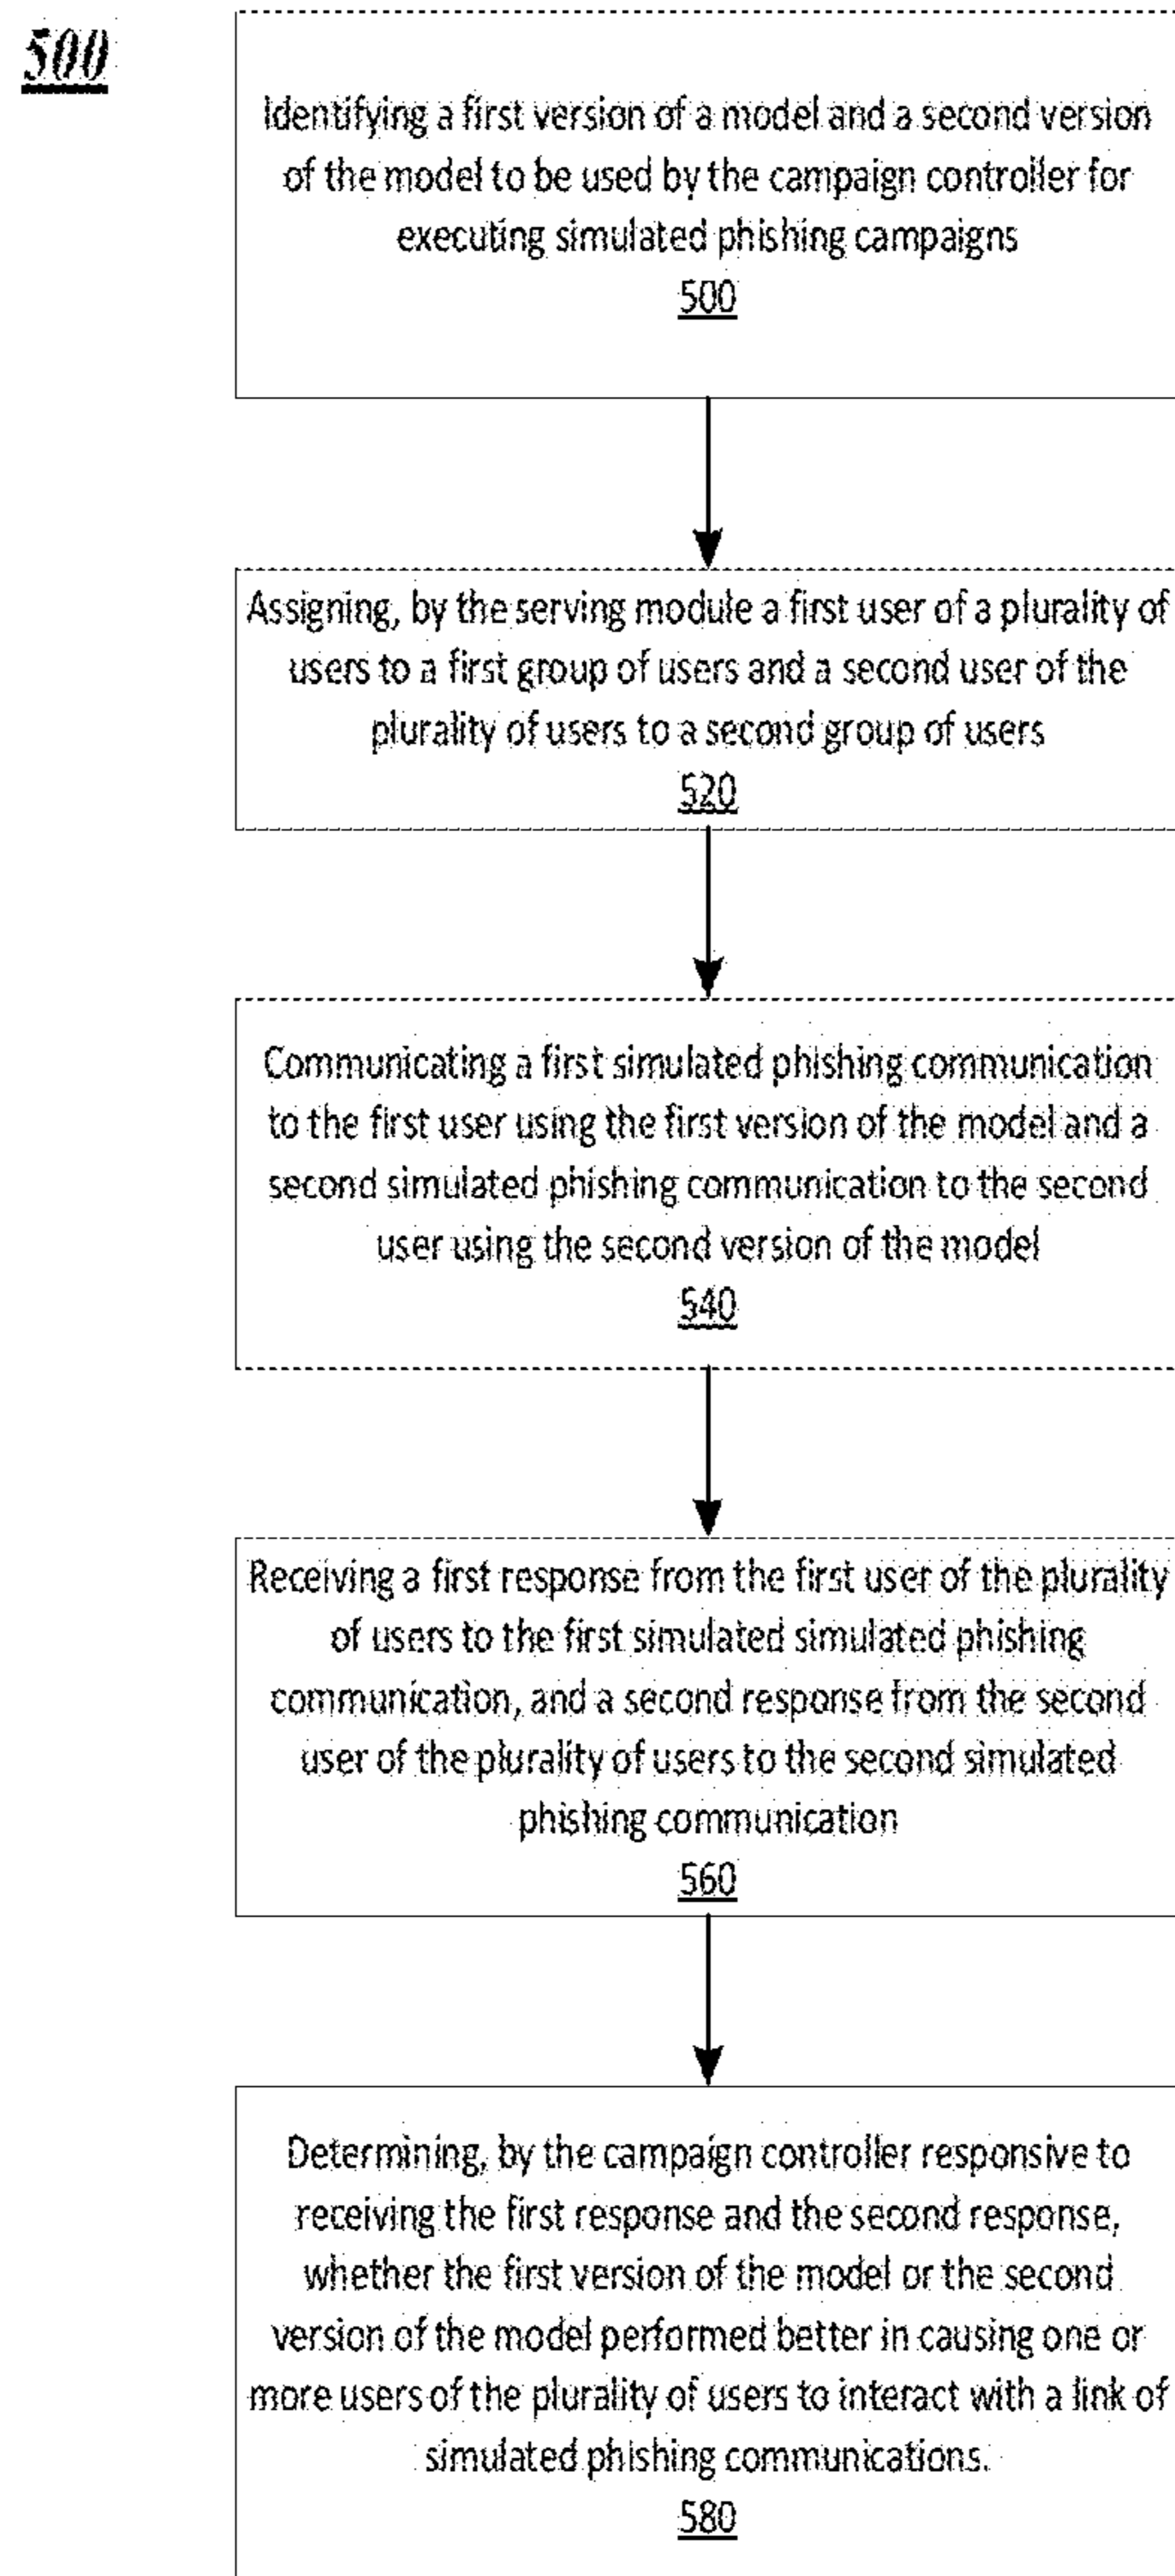 500
Identifying a first version of a model and a second version
of the model to be used by the campaign controller for
executing simulated phishing campaigns
500
Assigning, by the serving module a first user of a plurality of
users to a first group of users and a second user of the
plurality of users to a second group of users
520
Communicating a first simulated phishing communication
to the first user using the first version of the model and a
second simulated phishing communication to the second
user using the second version of the model
540
Receiving a first response from the first user of the plurality
of users to the first simulated simulated phishing
communication, and a second response from the second
user of the plurality of users to the second simulated
phishing communication
560
Determining, by the campaign controller responsive to
receiving the first response and the second response,
whether the first version of the model or the second
version of the model performed better in causing one or
more users of the plurality of users to interact with a link of
simulated phishing communications.
580